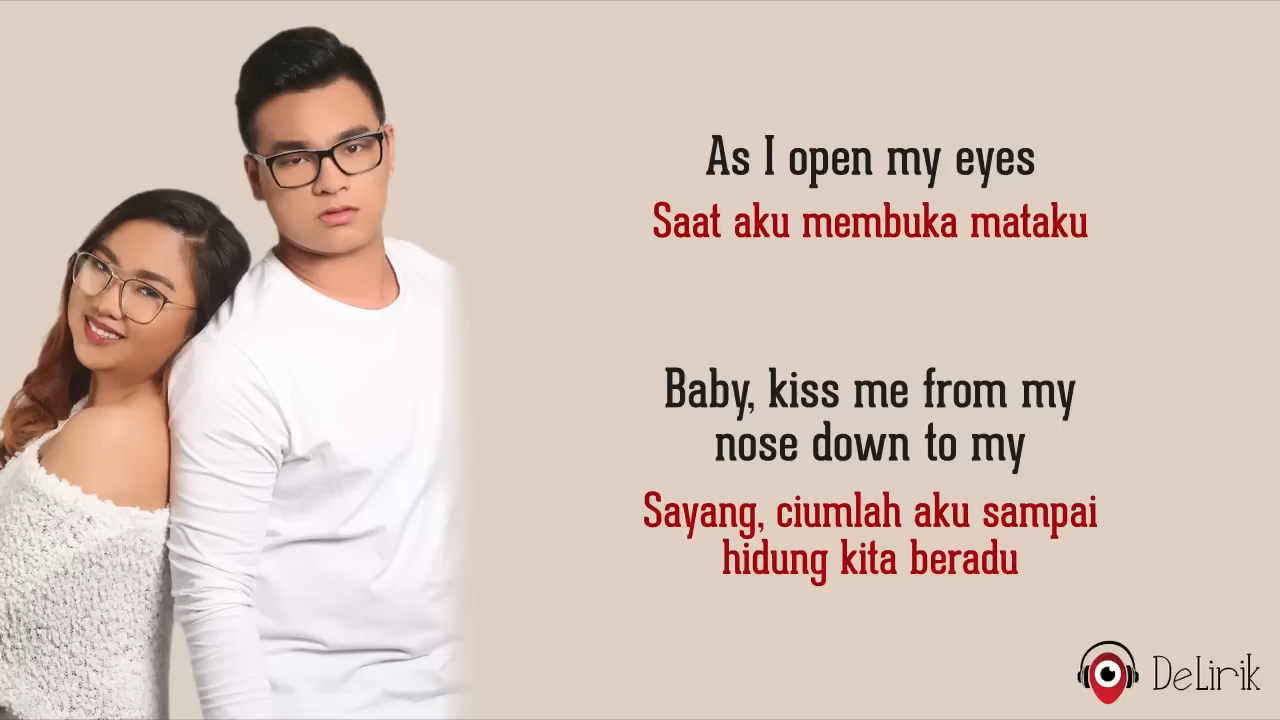 As I open my eyes
Saat aku membuka mataku
Baby, kiss me from my
nose down to my
Sayang, ciumlah aku sampai
hidung kita beradu
DeLirik